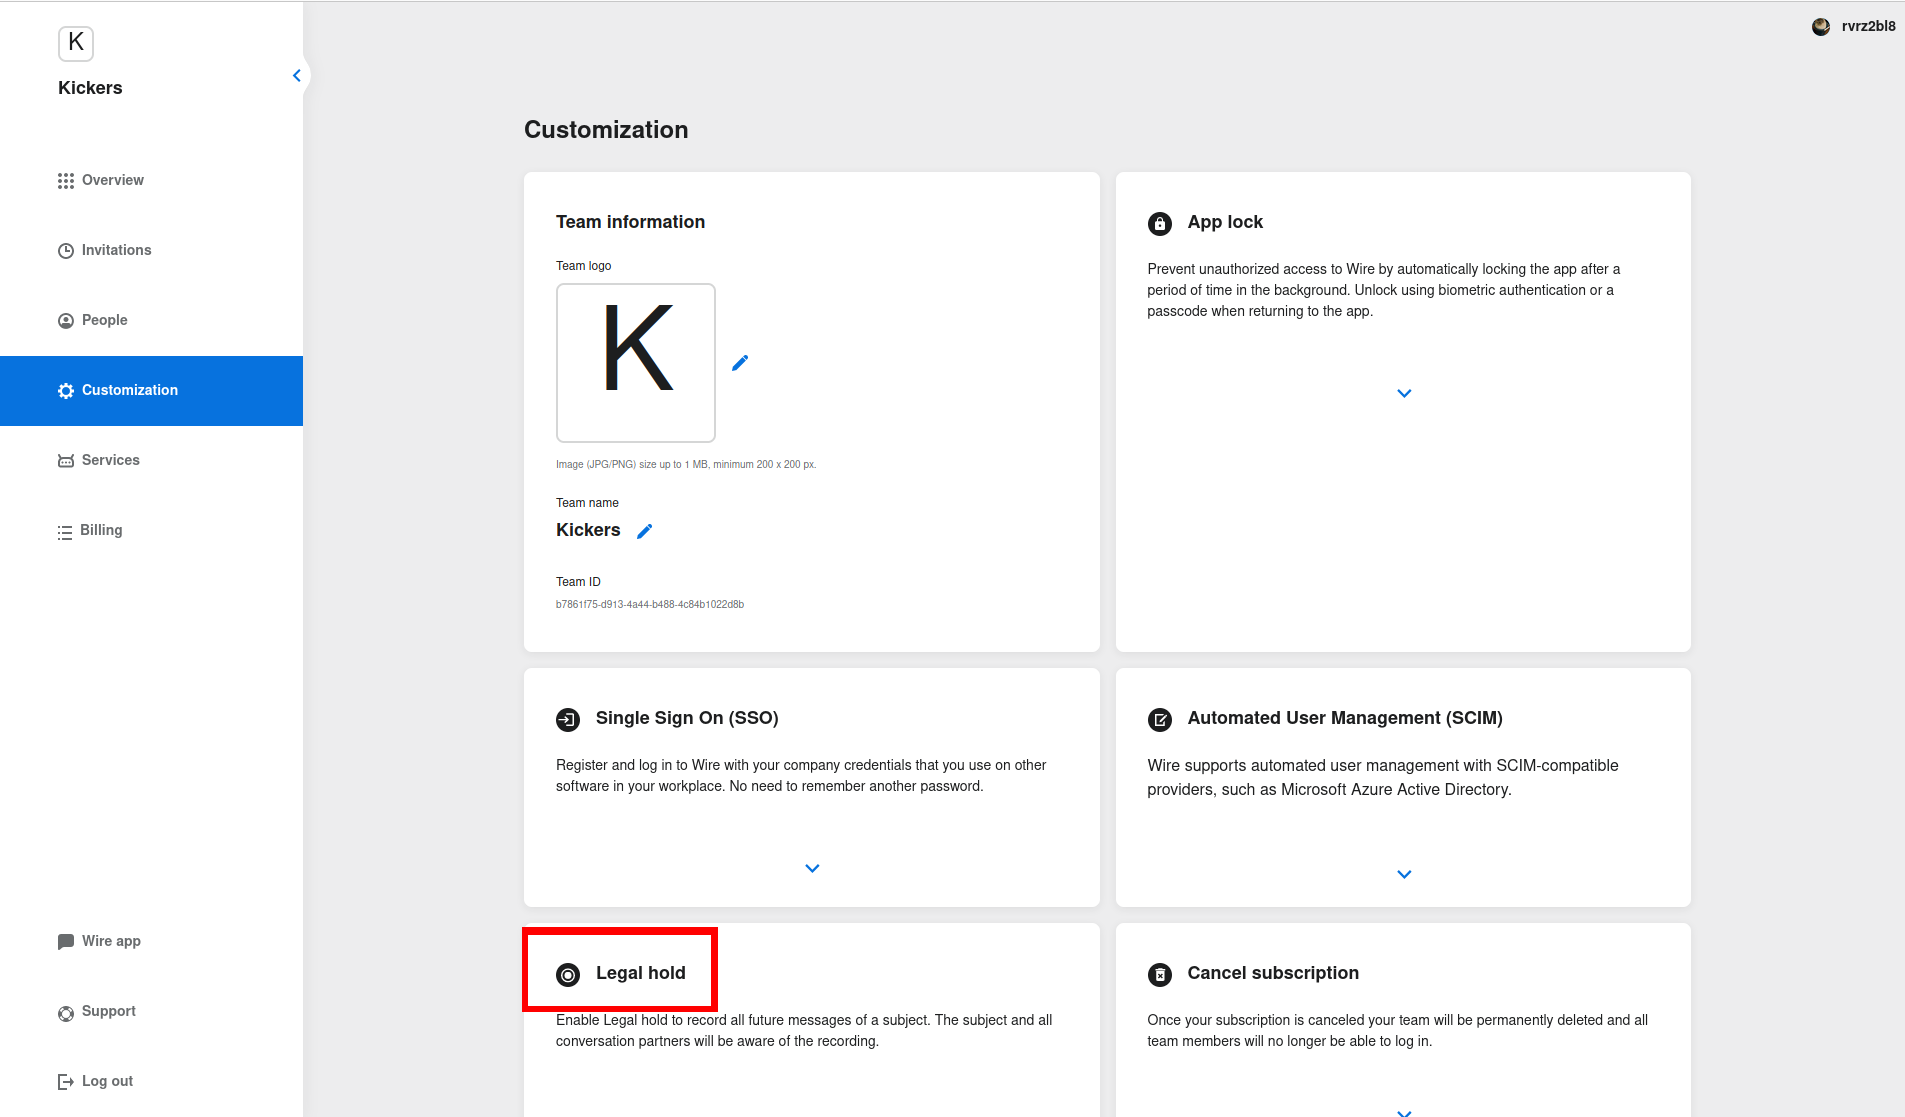 K
Kickers
rvrz2bl8
Overview
Invitations
People
Customization
Services
Billing
Wire app
Support
Log out
Customization
Team information
Team logo
K
Image (JPG/PNG) size up to 1 MB, minimum 200 x 200 px.
Team name
Kickers
Team ID
b7861f75-d913-4a44-b488-4c84b1022d8b
App lock
Prevent unauthorized access to Wire by automatically locking the app after a
period of time in the background. Unlock using biometric authentication or a
passcode when returning to the app.
Single Sign On (SSO)
Register and log in to Wire with your company credentials that you use on other
software in your workplace. No need to remember another password.
Automated User Management (SCIM)
Wire supports automated user management with SCIM-compatible
providers, such as Microsoft Azure Active Directory.
Legal hold
Enable Legal hold to record all future messages of a subject. The subject and all
conversation partners will be aware of the recording.
Cancel subscription
Once your subscription is canceled your team will be permanently deleted and all
team members will no longer be able to log in.